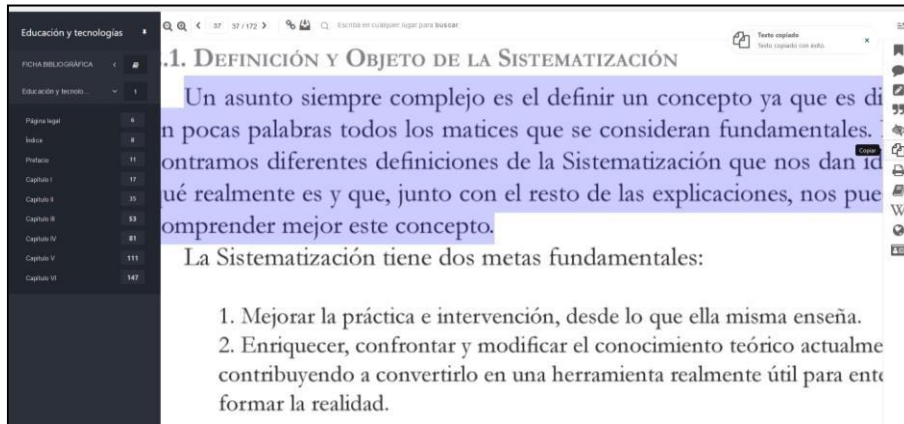 Educación y tecnologías
FICHA BIBLIOGRÁFICA
Educación y tecnolo... 1
Página legal 6
Índice 8
Prefacio 11
Capítulo I 17
Capítulo II 35
Capítulo III 53
Capítulo IV 81
Capítulo V 111
Capítulo VI 147
37 37/172
Escriba en cualquier lugar para buscar
Texto copiado
Texto copiado con éxito.
×
Copiar
.1. DEFINICIÓN Y OBJETO DE LA SISTEMATIZACIÓN
Un asunto siempre complejo es el definir un concepto ya que es di
n pocas palabras todos los matices que se consideran fundamentales.
ontramos diferentes definiciones de la Sistematización que nos dan id
ué realmente es y que, junto con el resto de las explicaciones, nos pue
omprender mejor este concepto.
La Sistematización tiene dos metas fundamentales:
1. Mejorar la práctica e intervención, desde lo que ella misma enseña.
2. Enriquecer, confrontar y modificar el conocimiento teórico actualme
contribuyendo a convertirlo en una herramienta realmente útil para ente
formar la realidad.